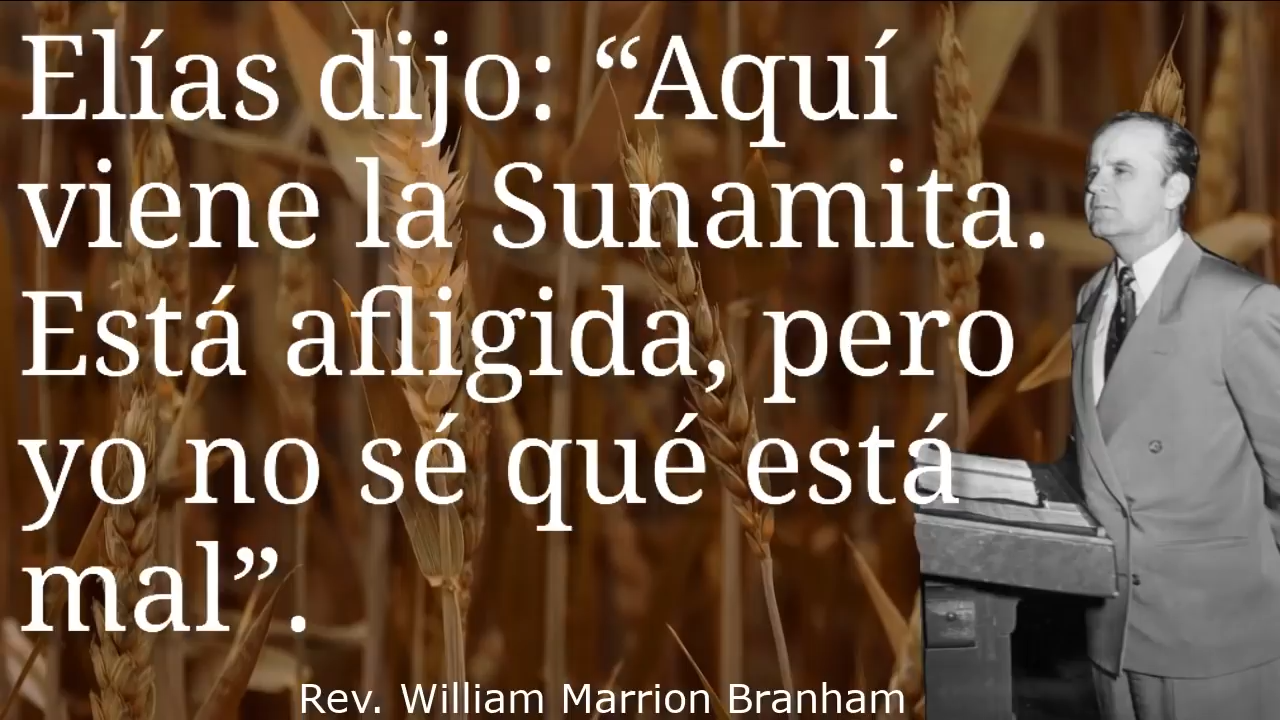 Elías dijo: “Aquí
viene la Sunamita.
Está afligida, pero
yo no sé qué está
mal”.
Rev. William Marrion Branham